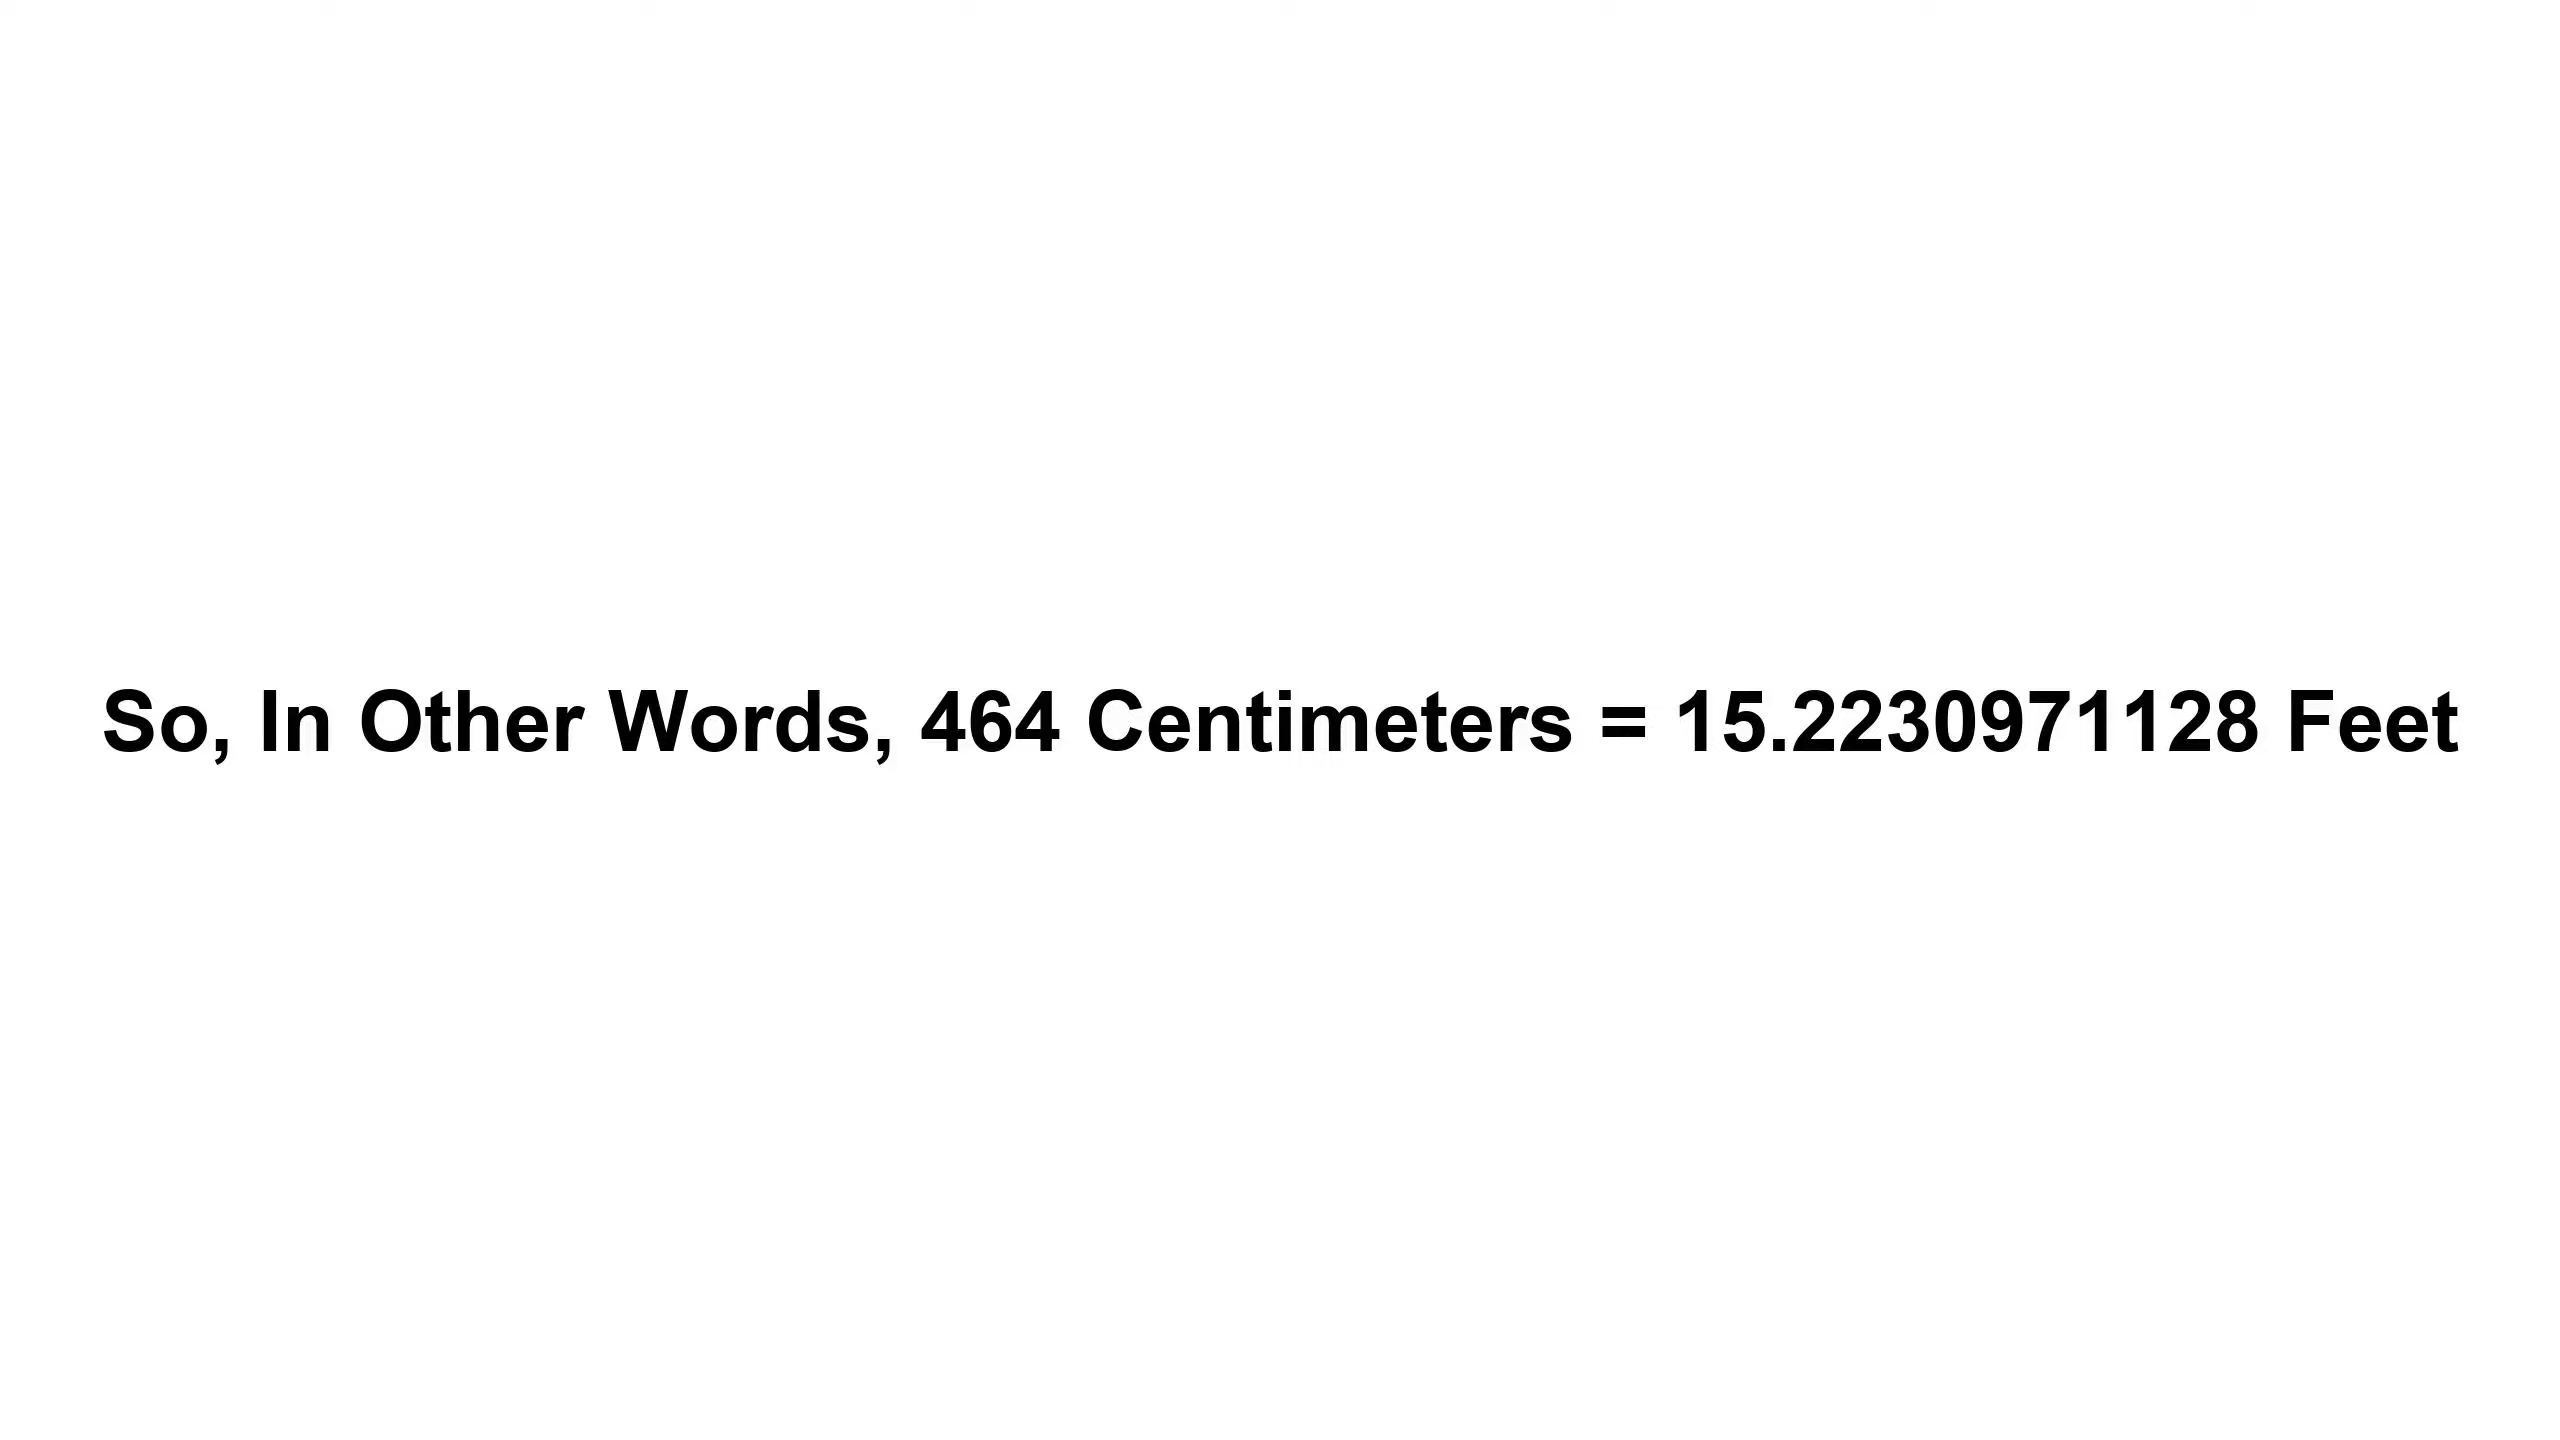 So, In Other Words, 464 Centimeters = 15.2230971128 Feet